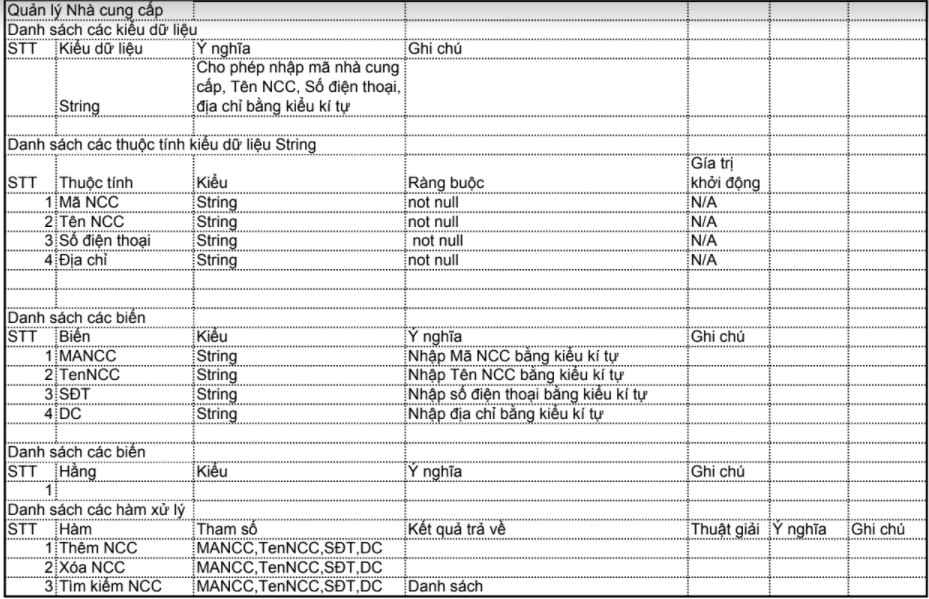 Quản lý Nhà cung cấp
Danh sách các kiểu dữ liệu
STT Kiểu dữ liệu Ý nghĩa Ghi chú
Cho phép nhập mã nhà cung
cấp, Tên NCC, Số điện thoại,
String địa chỉ bằng kiểu kí tự
Danh sách các thuộc tính kiểu dữ liệu String
Gía trị
STT Thuộc tính Kiểu Ràng buộc khởi động
1 Mã NCC String not null N/A
2 Tên NCC String not null N/A
3 Số điện thoại String not null N/A
4 Địa chỉ String not null N/A
Danh sách các biến
STT Biến Kiểu Ý nghĩa Ghi chú
1 MANCC String Nhập Mã NCC bằng kiểu kí tự
2 TenNCC String Nhập Tên NCC bằng kiểu kí tự
3 SĐT String Nhập số điện thoại bằng kiểu kí tự
4 DC String Nhập địa chỉ bằng kiểu kí tự
Danh sách các biến
STT Hằng Kiểu Ý nghĩa Ghi chú
1
Danh sách các hàm xử lý
STT Hàm Tham số Kết quả trả về Thuật giải Ý nghĩa Ghi chú
1 Thêm NCC MANCC,TenNCC,SĐT,DC
2 Xóa NCC MANCC,TenNCC,SĐT,DC
3 Tìm kiếm NCC MANCC,TenNCC,SĐT,DC Danh sách